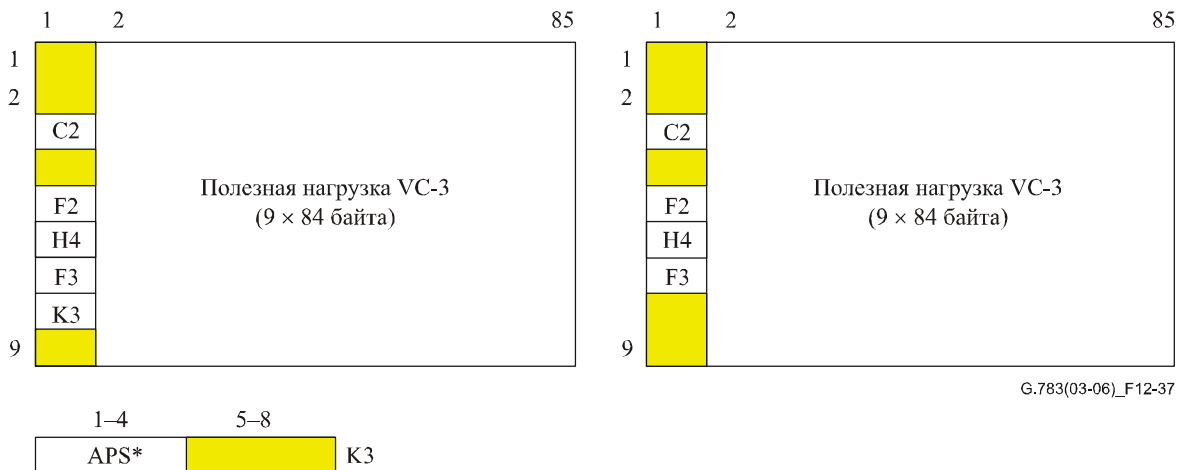 1 2 85
1
2
C2
F2
H4
F3
K3
9
Полезная нагрузка VC-3
(9 × 84 байта)
1 2 85
1
2
C2
F2
H4
F3
9
Полезная нагрузка VC-3
(9 × 84 байта)
G.783(03-06)_F12-37
1–4 5–8
APS* K3